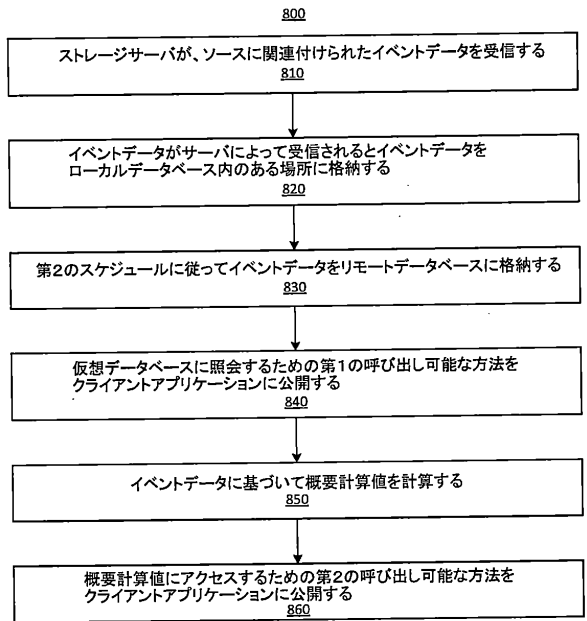 800
ストレージサーバが、ソースに関連付けられたイベントデータを受信する
810
イベントデータがサーバによって受信されるとイベントデータを
ローカルデータベース内のある場所に格納する
820
第2のスケジュールに従ってイベントデータをリモートデータベースに格納する
830
仮想データベースに照会するための第1の呼び出し可能な方法を
クライアントアプリケーションに公開する
840
イベントデータに基づいて概要計算値を計算する
850
概要計算値にアクセスするための第2の呼び出し可能な方法を
クライアントアプリケーションに公開する
860